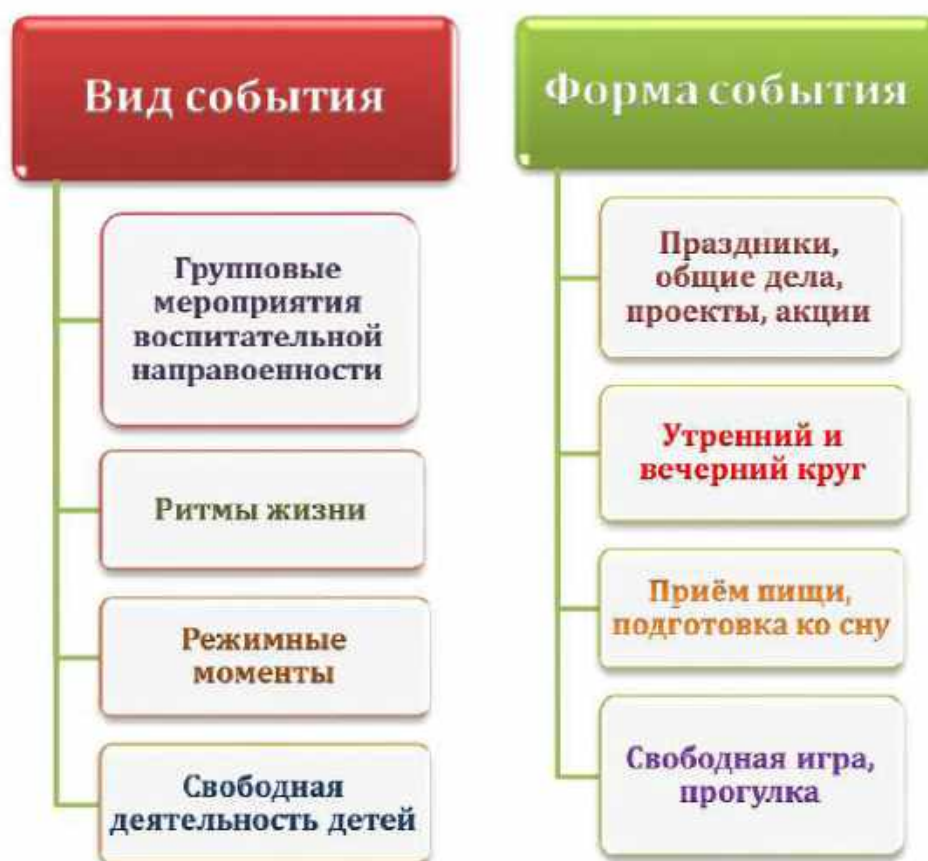 Вид события
Групповые
мероприятия
воспитательной
направоенности
Ритмы жизни
Режимные
моменты
Свободная
деятельность детей
Форма события
Праздники,
общие дела,
проекты, акции
Утренний и
вечерний круг
Приём пищи,
подготовка ко сну
Свободная игра,
прогулка